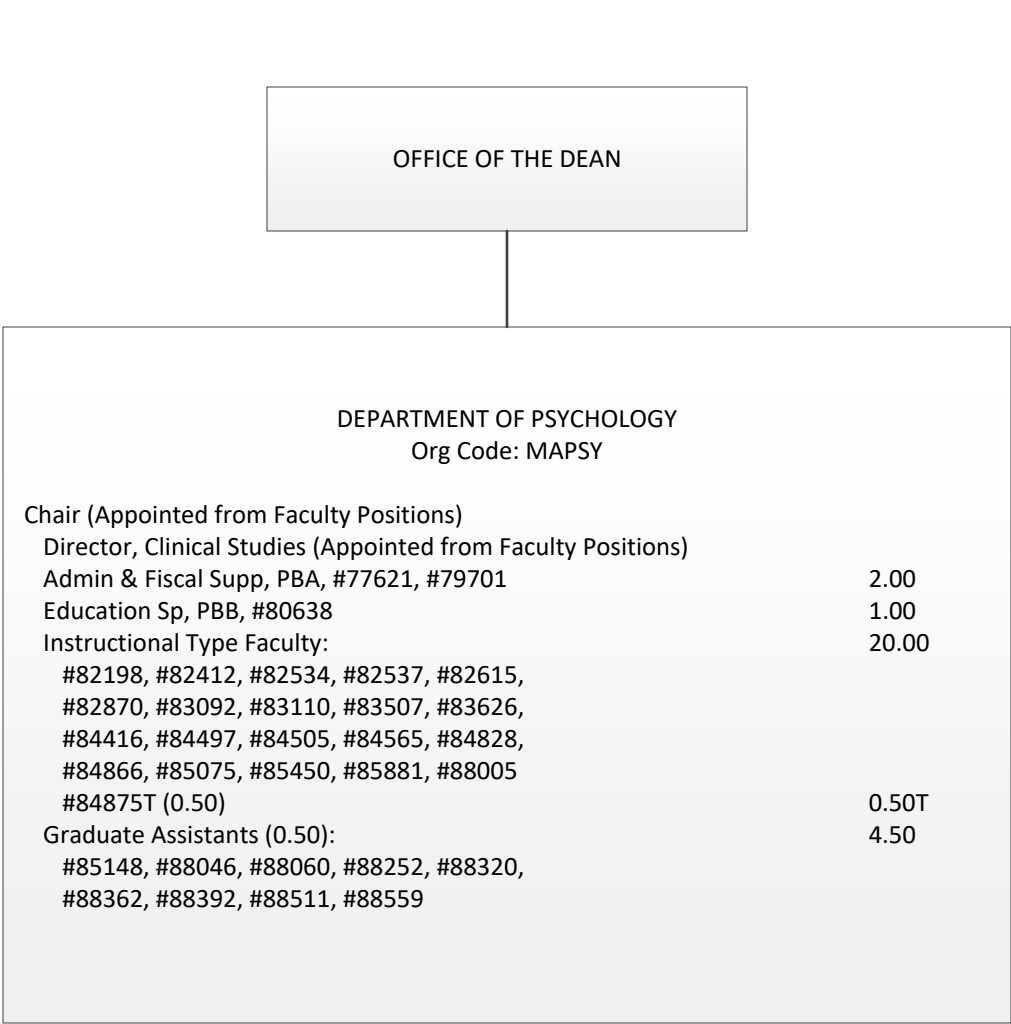 OFFICE OF THE DEAN
DEPARTMENT OF PSYCHOLOGY
Org Code: MAPSY
Chair (Appointed from Faculty Positions)
Director, Clinical Studies (Appointed from Faculty Positions)
Admin & Fiscal Supp, PBA, #77621, #79701 2.00
Education Sp, PBB, #80638 1.00
Instructional Type Faculty: 20.00
#82198, #82412, #82534, #82537, #82615,
#82870, #83092, #83110, #83507, #83626,
#84416, #84497, #84505, #84565, #84828,
#84866, #85075, #85450, #85881, #88005
#84875T (0.50) 0.50T
Graduate Assistants (0.50): 4.50
#85148, #88046, #88060, #88252, #88320,
#88362, #88392, #88511, #88559